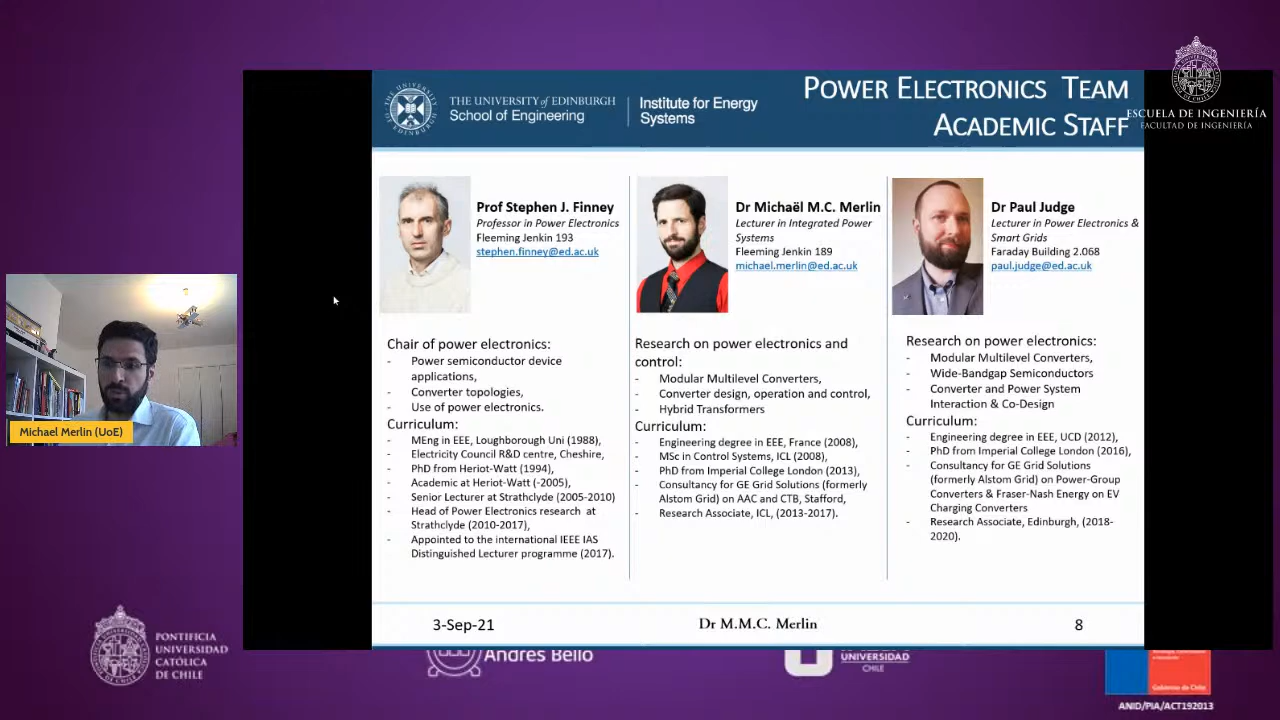 THE UNIVERSITY of EDINBURGH
School of Engineering
Institute for Energy
Systems
POWER ELECTRONICS TEAM
ACADEMIC STAFF
ESCUELA DE INGENIERÍA
FACULTAD DE INGENIERÍA
Prof Stephen J. Finney
Professor in Power Electronics
Fleeming Jenkin 193
stephen.finney@ed.ac.uk
Chair of power electronics:
- Power semiconductor device
applications,
- Converter topologies,
- Use of power electronics.
Curriculum:
- MEng in EEE, Loughborough Uni (1988),
- Electricity Council R&D centre, Cheshire,
- PhD from Heriot-Watt (1994),
- Academic at Heriot-Watt (-2005),
- Senior Lecturer at Strathclyde (2005-2010)
- Head of Power Electronics research at
Strathclyde (2010-2017),
- Appointed to the international IEEE IAS
Distinguished Lecturer programme (2017).
Dr Michaël M.C. Merlin
Lecturer in Integrated Power
Systems
Fleeming Jenkin 189
michael.merlin@ed.ac.uk
Research on power electronics and
control:
- Modular Multilevel Converters,
- Converter design, operation and control,
- Hybrid Transformers
Curriculum:
- Engineering degree in EEE, France (2008),
- MSc in Control Systems, ICL (2008),
- PhD from Imperial College London (2013),
- Consultancy for GE Grid Solutions (formerly
Alstom Grid) on AAC and CTB, Stafford,
- Research Associate, ICL, (2013-2017).
Dr Paul Judge
Lecturer in Power Electronics &
Smart Grids
Faraday Building 2.068
paul.judge@ed.ac.uk
Research on power electronics:
- Modular Multilevel Converters,
- Wide-Bandgap Semiconductors
- Converter and Power System
Interaction & Co-Design
Curriculum:
- Engineering degree in EEE, UCD (2012),
- PhD from Imperial College London (2016),
- Consultancy for GE Grid Solutions
(formerly Alstom Grid) on Power-Group
Converters & Fraser-Nash Energy on EV
Charging Converters
- Research Associate, Edinburgh, (2018-
2020).
Michael Merlin (UoE)
3-Sep-21
Dr M.M.C. Merlin
8
PONTIFICIA
UNIVERSIDAD
CATÓLICA
DE CHILE
Andrés Bello
UNIVERSIDAD
CHILE
Gobierno de Chile
ANID/PIA/ACT192013